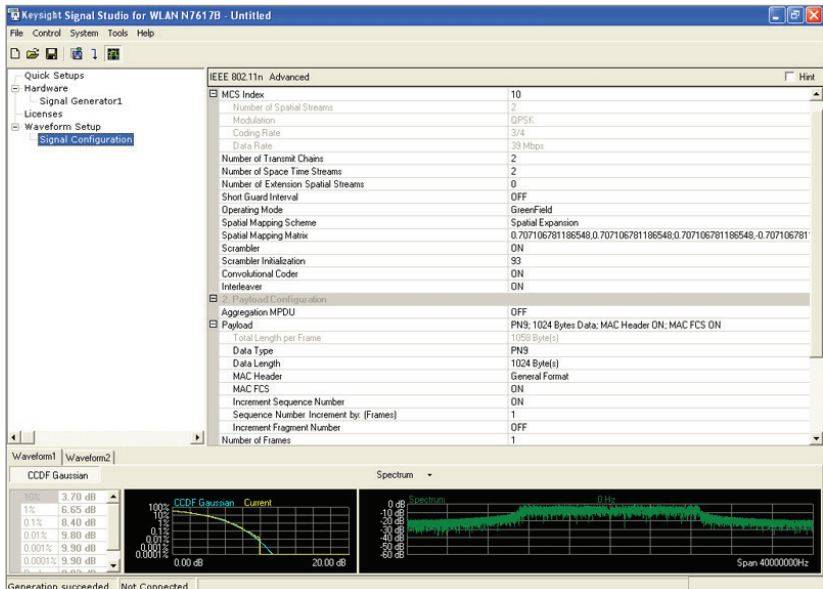 Keysight Signal Studio for WLAN N7617B - Untitled
File Control System Tools Help
Quick Setups
Hardware
Signal Generator1
Licenses
Waveform Setup
Signal Configuration
IEEE 802.11n Advanced
Hint
MCS Index 10
Number of Spatial Streams 2
Modulation QPSK
Coding Rate 3/4
Data Rate 39 Mbps
Number of Transmit Chains 2
Number of Space Time Streams 2
Number of Extension Spatial Streams 0
Short Guard Interval OFF
Operating Mode GreenField
Spatial Mapping Scheme Spatial Expansion
Spatial Mapping Matrix 0.707106781186548,0.707106781186548;0.707106781186548,-0.707106781
Scrambler ON
Scrambler Initialization 93
Convolutional Coder ON
Interleaver ON
2. Payload Configuration
Aggregation MPDU OFF
Payload PN9; 1024 Bytes Data; MAC Header ON; MAC FCS ON
Total Length per Frame 1058 Byte(s)
Data Type PN9
Data Length 1024 Byte(s)
MAC Header General Format
MAC FCS ON
Increment Sequence Number ON
Sequence Number Increment by: (Frames) 1
Increment Fragment Number OFF
Number of Frames 1
Waveform1 Waveform2
CCDF Gaussian
Spectrum
10% 3.70 dB
1% 6.65 dB
0.1% 8.40 dB
0.01% 9.80 dB
0.001% 9.90 dB
0.0001% 9.90 dB
CCDF Gaussian Current
100%
10%
1%
0.1%
0.01%
0.001%
0.0001%
0.00 dB 20.00 dB
Spectrum 0 Hz
0 dB
-10 dB
-20 dB
-30 dB
-40 dB
-50 dB
-60 dB
Span 40000000Hz
Generation succeeded Not Connected